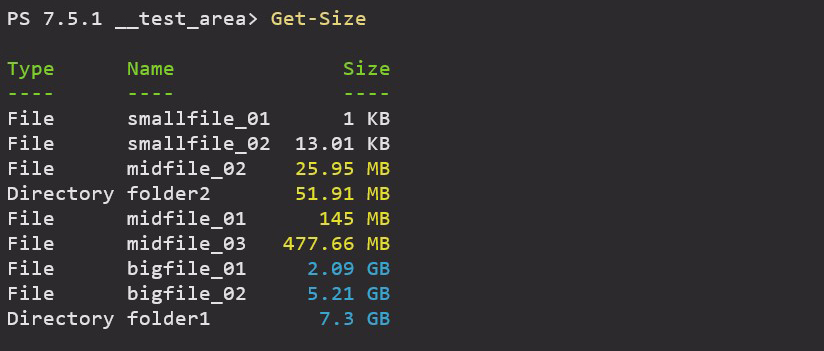 PS 7.5.1 __test_area> Get-Size
Type      Name              Size
----      ----              ----
File      smallfile_01      1 KB
File      smallfile_02  13.01 KB
File      midfile_02    25.95 MB
Directory folder2       51.91 MB
File      midfile_01      145 MB
File      midfile_03   477.66 MB
File      bigfile_01     2.09 GB
File      bigfile_02     5.21 GB
Directory folder1         7.3 GB